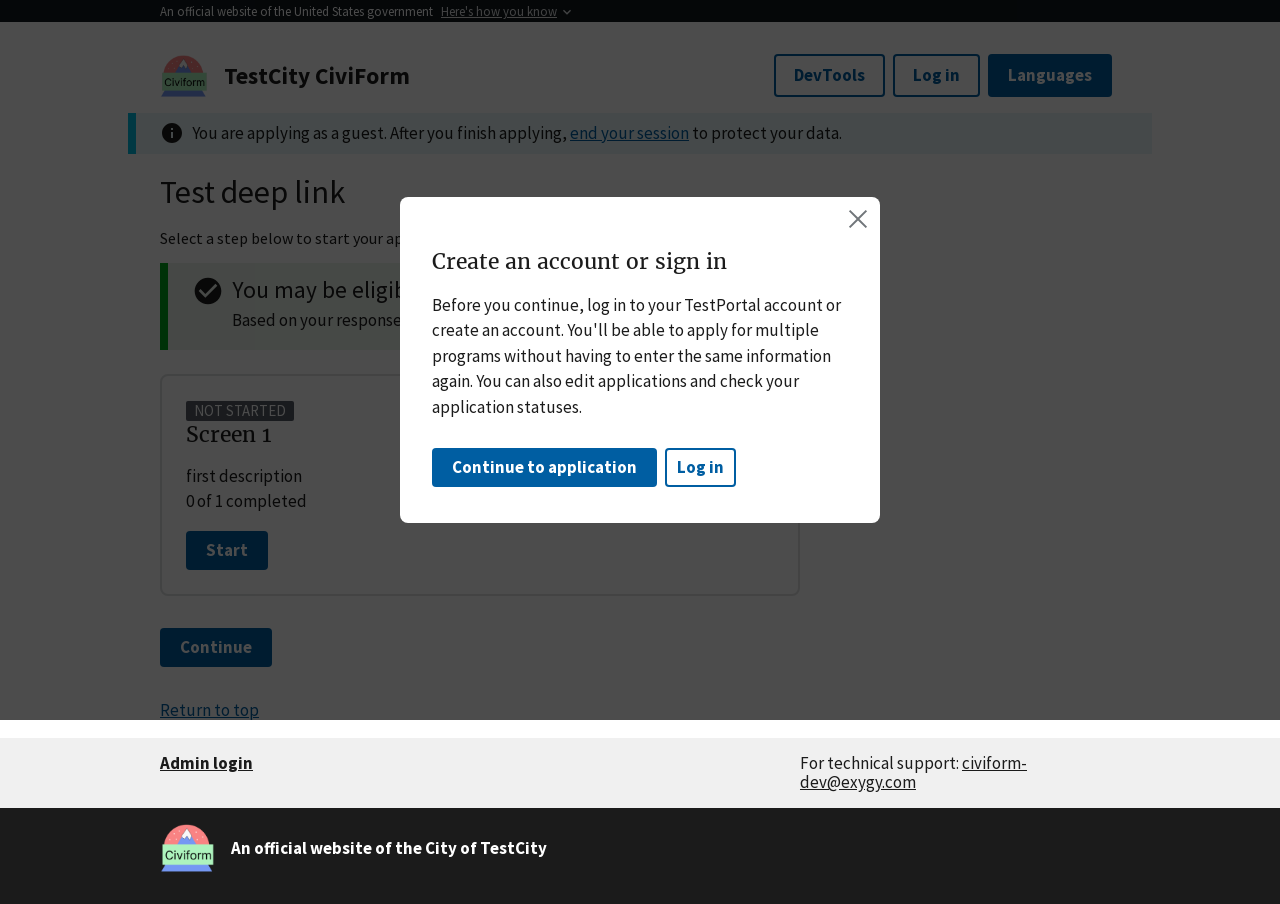 An official website of the United States government Here's how you know
Civiform
TestCity CiviForm
DevTools
Log in
Languages
You are applying as a guest. After you finish applying, end your session to protect your data.
Test deep link
Select a step below to start your ap
You may be eligib
Based on your response
NOT STARTED
Screen 1
first description
0 of 1 completed
Start
Continue
Return to top
Create an account or sign in
Before you continue, log in to your TestPortal account or
create an account. You'll be able to apply for multiple
programs without having to enter the same information
again. You can also edit applications and check your
application statuses.
Continue to application
Log in
Admin login
For technical support: civiform-
dev@exygy.com
Civiform
An official website of the City of TestCity